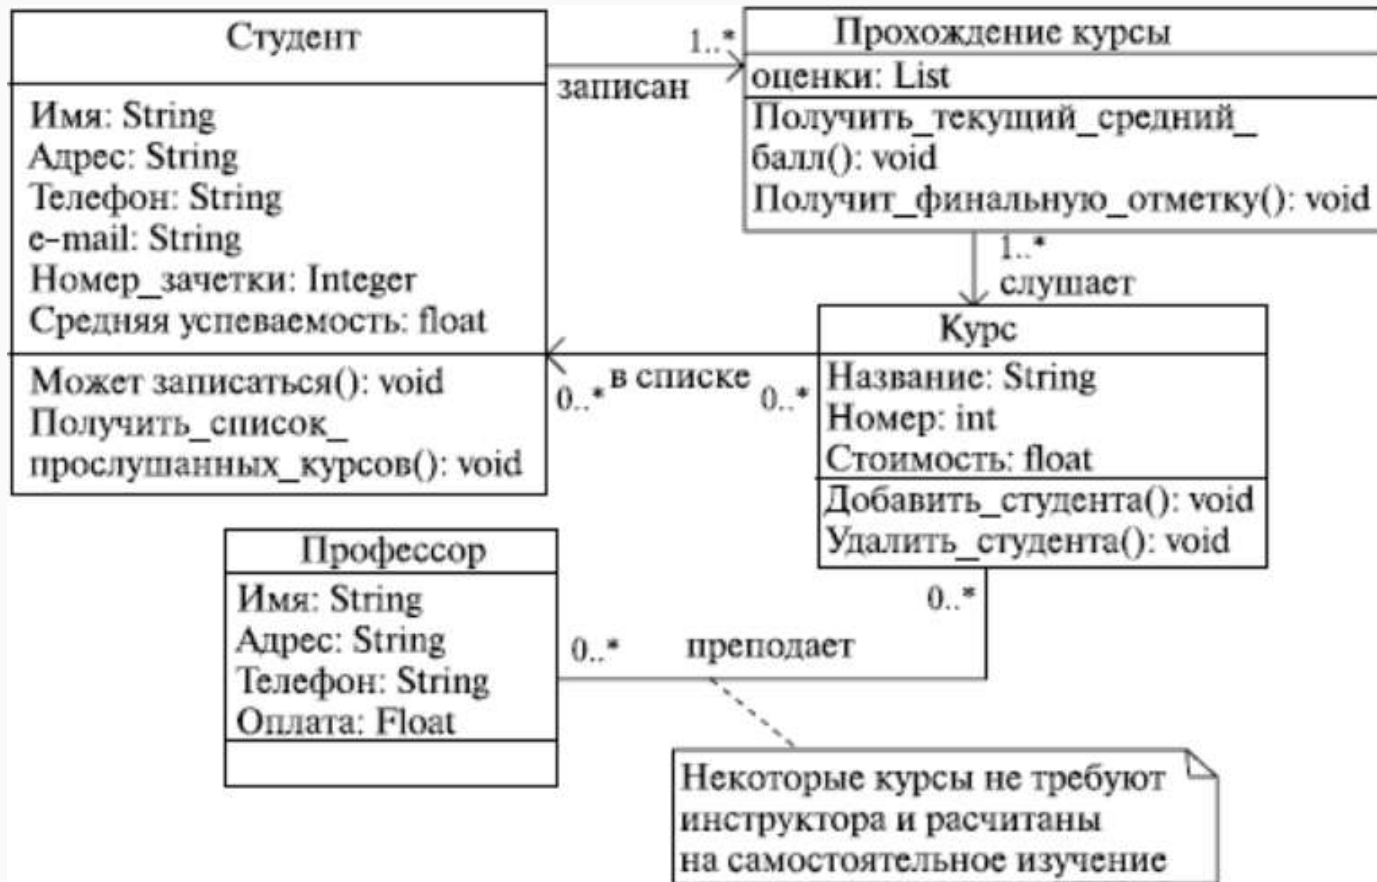 Студент
Имя: String
Адрес: String
Телефон: String
e-mail: String
Номер_зачетки: Integer
Средняя успеваемость: float
Может записаться(): void
Получить_список_
прослушанных_курсов(): void
1..*
записан
Прохождение курсы
оценки: List
Получить_текущий_средний_
балл(): void
Получит_финальную_отметку(): void
1..*
слушает
Курс
Название: String
Номер: int
Стоимость: float
Добавить_студента(): void
Удалить_студента(): void
0..* в списке 0..*
Профессор
Имя: String
Адрес: String
Телефон: String
Оплата: Float
0..*
0..* преподает
Некоторые курсы не требуют
инструктора и расчитаны
на самостоятельное изучение